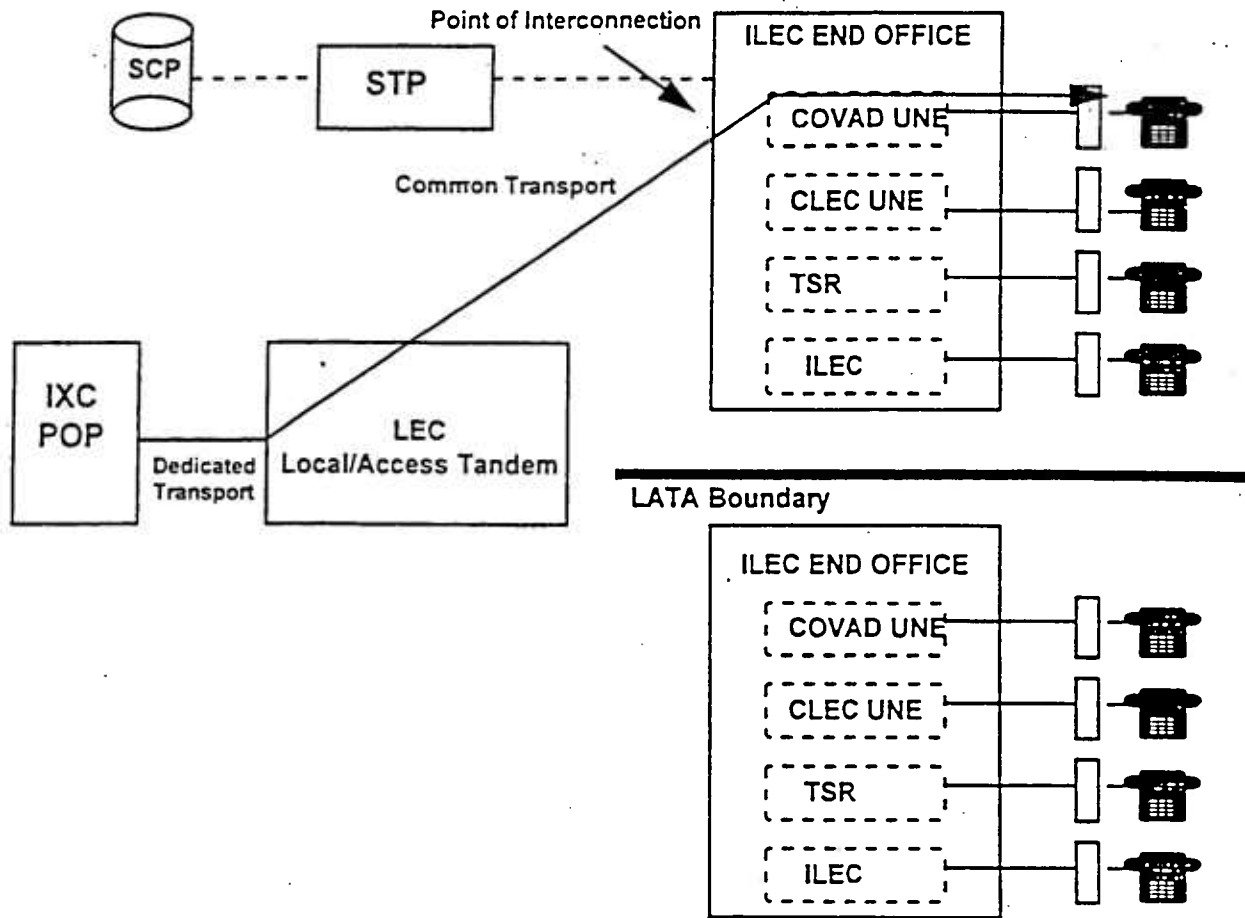 Point of Interconnection
ILEC END OFFICE
SCP
STP
COVAD UNE
Common Transport
CLEC UNE
TSR
ILEC
IXC
POP
LEC
Local/Access Tandem
Dedicated
Transport
LATA Boundary
ILEC END OFFICE
COVAD UNE
CLEC UNE
TSR
ILEC